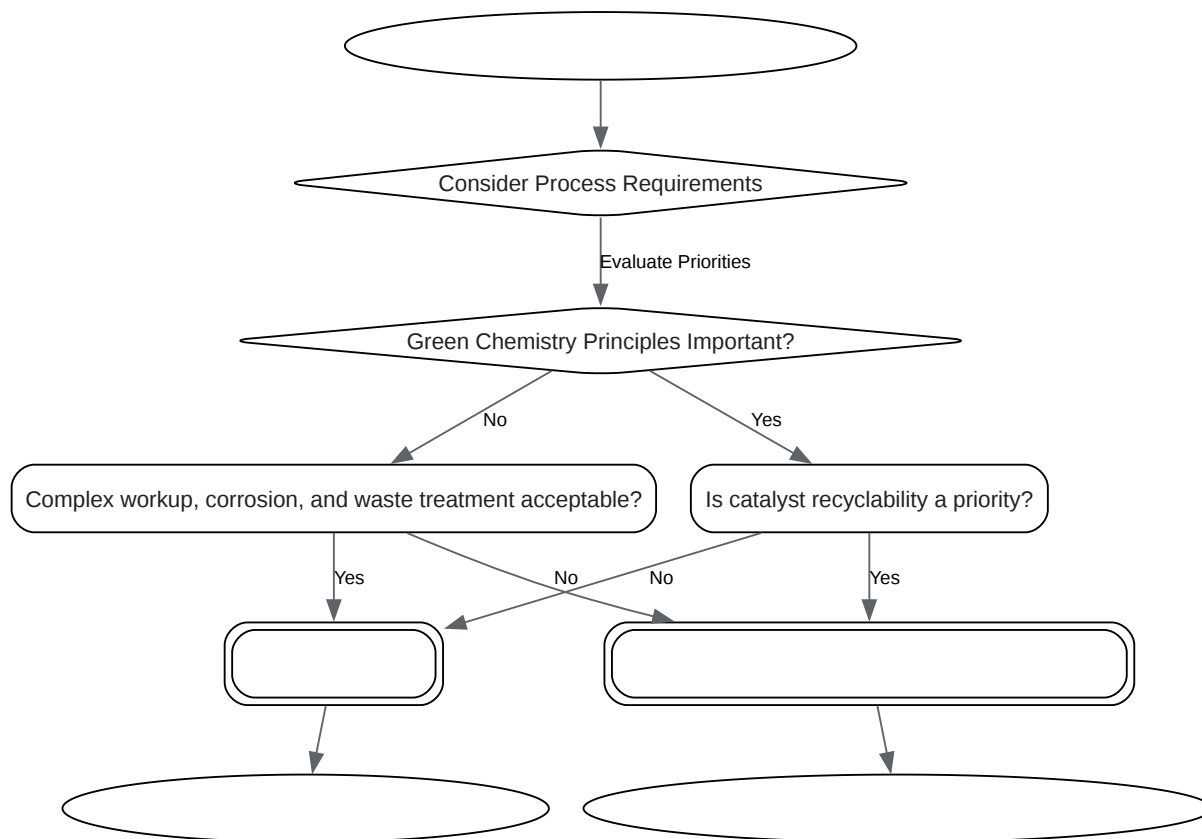 Consider Process Requirements
Evaluate Priorities
Green Chemistry Principles Important?
No
Yes
Complex workup, corrosion, and waste treatment acceptable?
Is catalyst recyclability a priority?
Yes
No
No
Yes